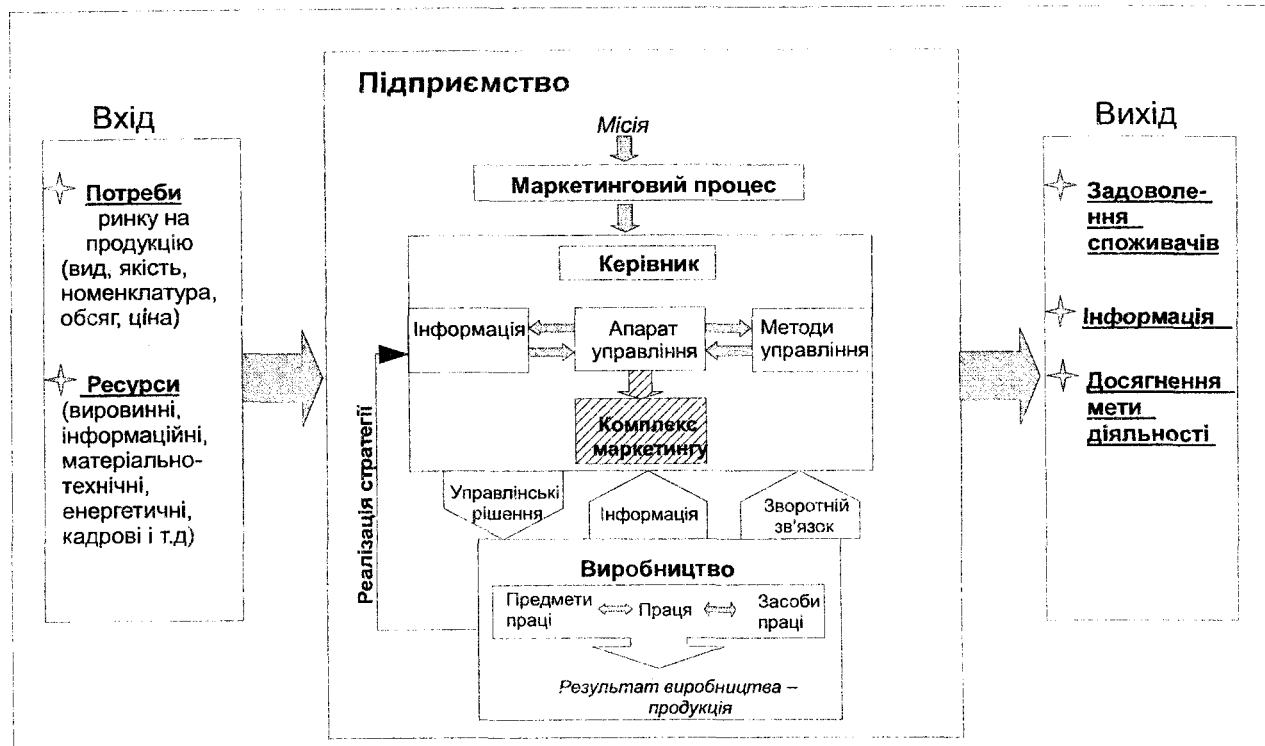 Вхід
Потреби
ринку на
продукцію
(вид, якість,
номенклатура,
обсяг, ціна)
Ресурси
(вировинні,
інформаційні,
матеріально-
технічні,
енергетичні,
кадрові і т.д)
Підприємство
Місія
Маркетинговий процес
Керівник
Інформація
Апарат
управління
Методи
управління
Комплекс
маркетингу
Реалізація стратегії
Управлінські
рішення
Інформація
Зворотній
зв'язок
Виробництво
Предмети
праці
Праця
Засоби
праці
Результат виробництва –
продукція
Вихід
Задоволе-
ння
споживачів
Інформація
Досягнення
мети
діяльності